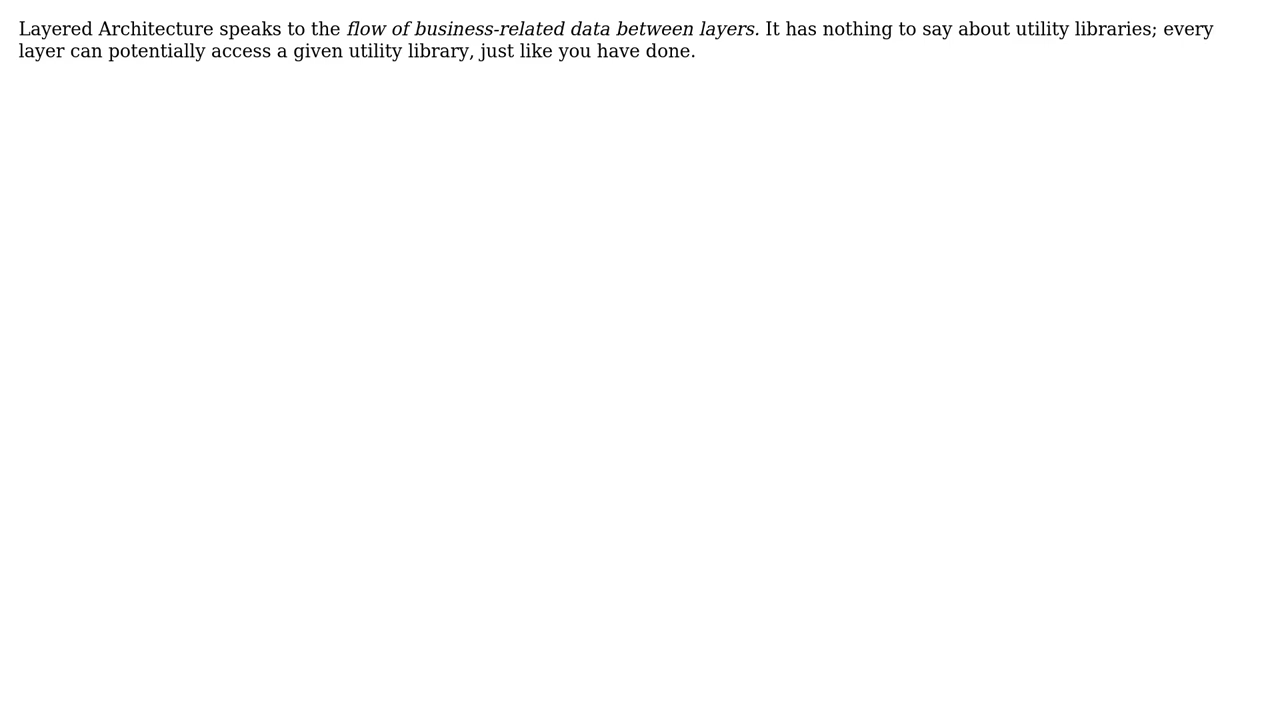 Layered Architecture speaks to the flow of business-related data between layers. It has nothing to say about utility libraries; every
layer can potentially access a given utility library, just like you have done.